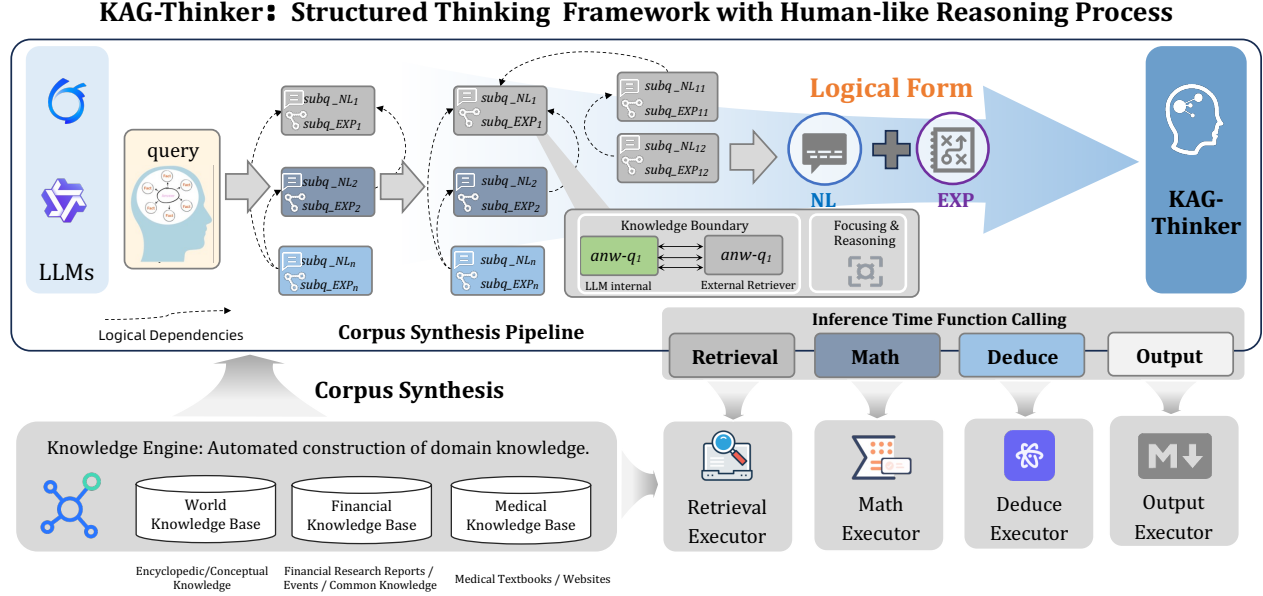 KAG-Thinker: Structured Thinking Framework with Human-like Reasoning Process
LLMs
query
subq_NL1
subq_EXP1
subq_NL2
subq_EXP2
subq_NLn
subq_EXPn
subq_NL1
subq_EXP1
subq_NL2
subq_EXP2
subq_NLn
subq_EXPn
subq_NL11
subq_EXP11
subq_NL12
subq_EXP12
Logical Form
NL
EXP
KAG-
Thinker
Knowledge Boundary
anw-q1
anw-q1
LLM internal
External Retriever
Focusing &
Reasoning
Logical Dependencies
Corpus Synthesis Pipeline
Inference Time Function Calling
Retrieval
Math
Deduce
Output
Corpus Synthesis
Knowledge Engine: Automated construction of domain knowledge.
World
Knowledge Base
Financial
Knowledge Base
Medical
Knowledge Base
Encyclopedic/Conceptual
Knowledge
Financial Research Reports /
Events / Common Knowledge
Medical Textbooks / Websites
Retrieval
Executor
Math
Executor
Deduce
Executor
M
Output
Executor